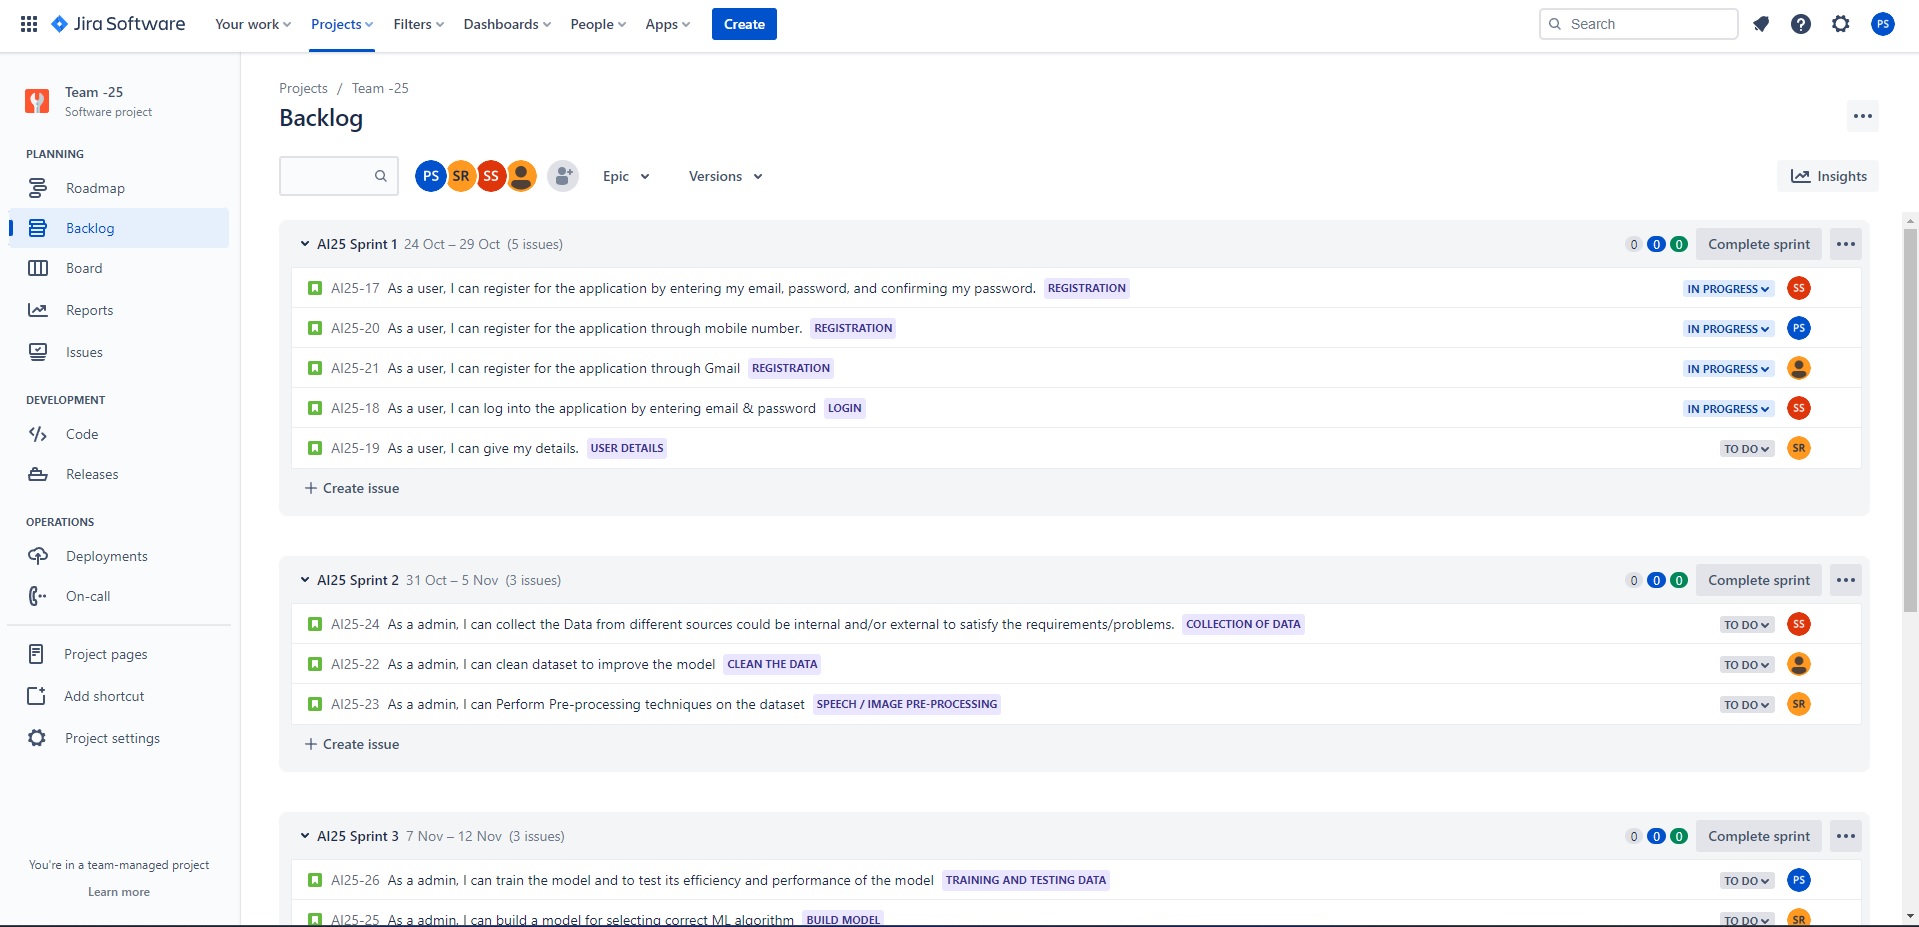 Jira Software Your work Projects Filters Dashboards People Apps Create Search PS
Team -25
Software project
PLANNING
Roadmap
Backlog
Board
Reports
Issues
DEVELOPMENT
Code
Releases
OPERATIONS
Deployments
On-call
Project pages
Add shortcut
Project settings
You're in a team-managed project
Learn more
Projects / Team -25
Backlog
PS SR SS Epic Versions Insights
AI25 Sprint 1 24 Oct – 29 Oct (5 issues) 0 0 0 Complete sprint
AI25-17 As a user, I can register for the application by entering my email, password, and confirming my password. REGISTRATION IN PROGRESS SS
AI25-20 As a user, I can register for the application through mobile number. REGISTRATION IN PROGRESS PS
AI25-21 As a user, I can register for the application through Gmail REGISTRATION IN PROGRESS
AI25-18 As a user, I can log into the application by entering email & password LOGIN IN PROGRESS SS
AI25-19 As a user, I can give my details. USER DETAILS TO DO SR
+ Create issue
AI25 Sprint 2 31 Oct – 5 Nov (3 issues) 0 0 0 Complete sprint
AI25-24 As a admin, I can collect the Data from different sources could be internal and/or external to satisfy the requirements/problems. COLLECTION OF DATA TO DO SS
AI25-22 As a admin, I can clean dataset to improve the model CLEAN THE DATA TO DO
AI25-23 As a admin, I can Perform Pre-processing techniques on the dataset SPEECH / IMAGE PRE-PROCESSING TO DO SR
+ Create issue
AI25 Sprint 3 7 Nov – 12 Nov (3 issues) 0 0 0 Complete sprint
AI25-26 As a admin, I can train the model and to test its efficiency and performance of the model TRAINING AND TESTING DATA TO DO PS
AI25-25 As a admin, I can build a model for selecting correct ML algorithm BUILD MODEL TO DO SR